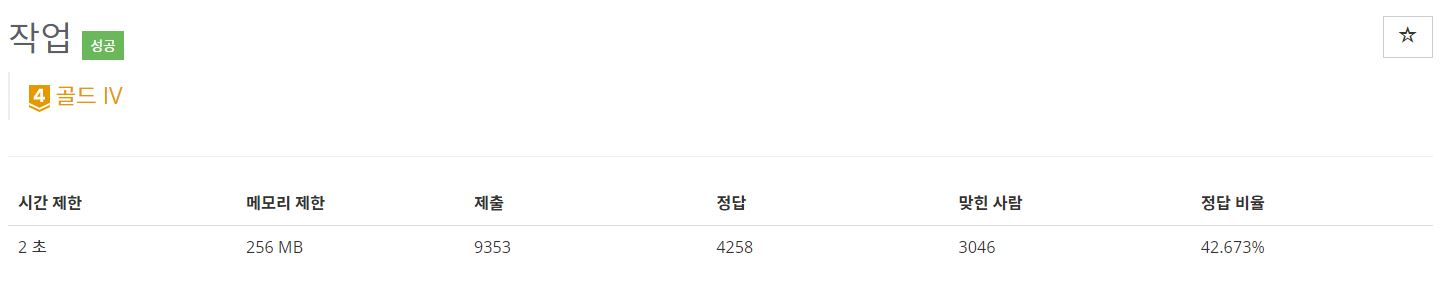 작업 성공
4 골드 IV
시간 제한 메모리 제한 제출 정답 맞힌 사람 정답 비율
2 초 256 MB 9353 4258 3046 42.673%